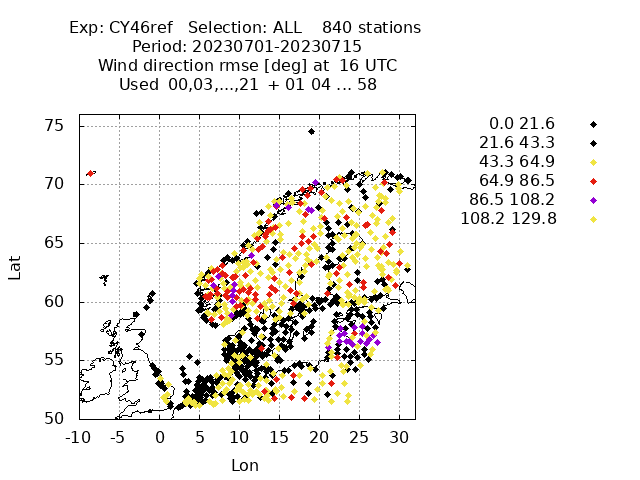 Exp: CY46ref   Selection: ALL    840 stations
Period: 20230701-20230715
Wind direction rmse [deg] at  16 UTC
Used  00,03,...,21  + 01 04 ... 58
0.0 21.6
21.6 43.3
43.3 64.9
64.9 86.5
86.5 108.2
108.2 129.8
75
70
65
60
55
50
Lat
-10 -5 0 5 10 15 20 25 30
Lon